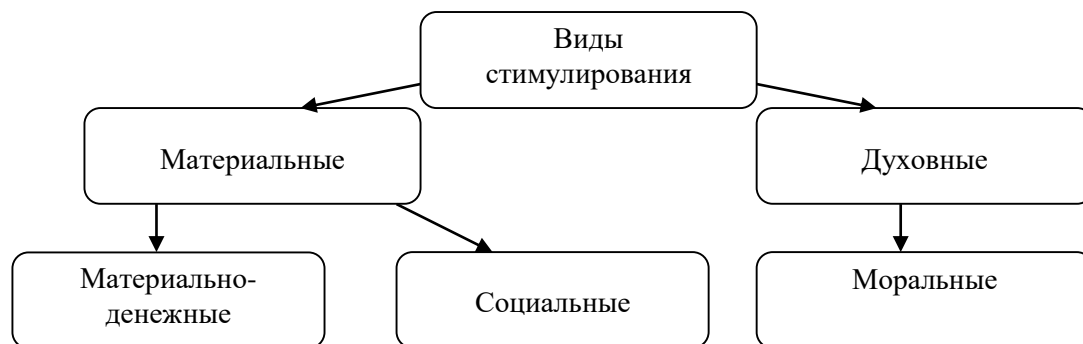 Виды
стимулирования
Материальные
Духовные
Материально-
денежные
Социальные
Моральные